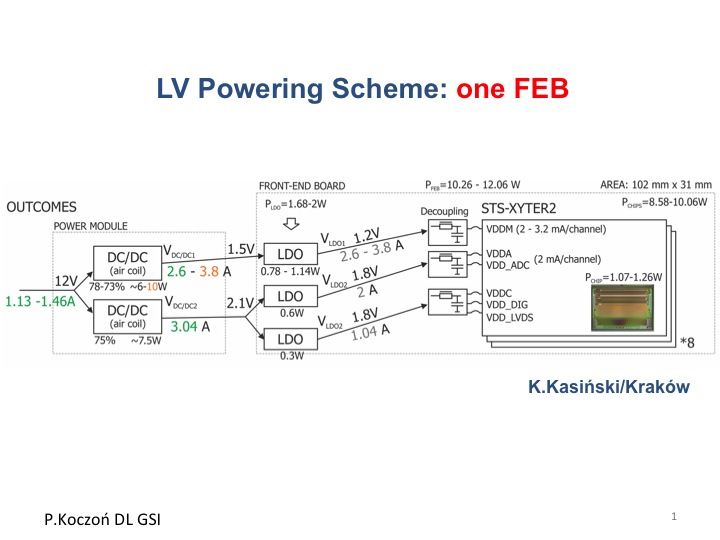 LV Powering Scheme: one FEB
FRONT-END BOARD
P_FEB=10.26 - 12.06 W
AREA: 102 mm x 31 mm
OUTCOMES
P_LDO=1.68-2W
P_CHIPS=8.58-10.06W
Decoupling
STS-XYTER2
POWER MODULE
VDDM (2 - 3.2 mA/channel)
V_DC/DC1
1.5V
LDO
V_LDO1
1.2V
2.6 - 3.8 A
DC/DC
(air coil)
2.6 - 3.8 A
0.78 - 1.14W
VDDA
VDD_ADC
(2 mA/channel)
12V
78-73% ~6-10W
LDO
V_LDO2
1.8V
2 A
P_CHIP=1.07-1.26W
1.13 -1.46A
DC/DC
(air coil)
V_DC/DC2
2.1V
3.04 A
0.6W
VDDC
VDD_DIG
VDD_LVDS
V_LDO2
1.8V
1.04 A
75% ~7.5W
LDO
0.3W
*8
K.Kasiński/Kraków
P.Koczoń DL GSI
1